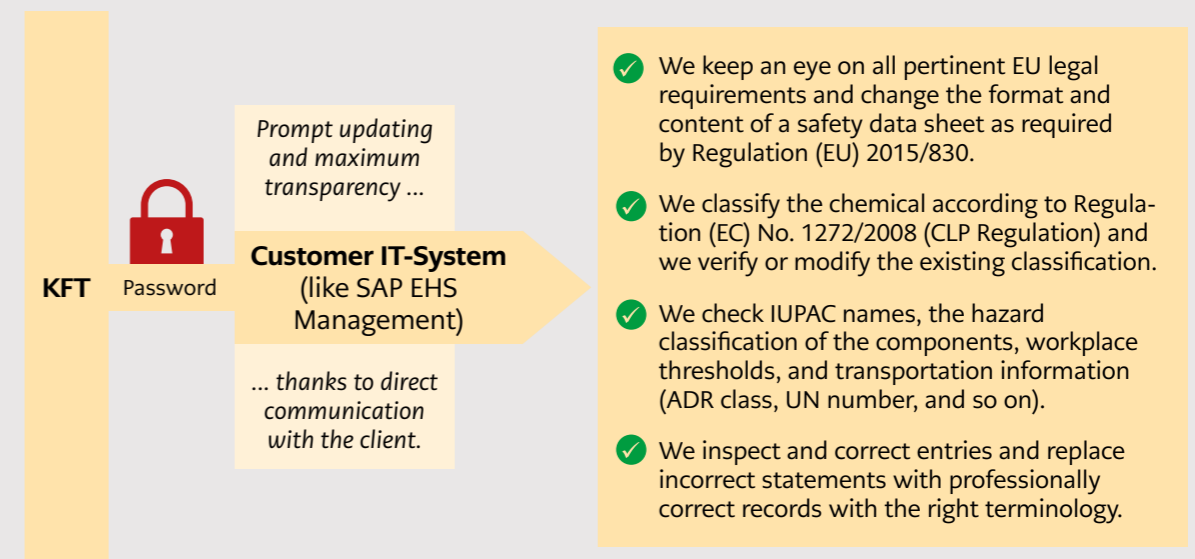 KFT
Password
Prompt updating
and maximum
transparency ...
Customer IT-System
(like SAP EHS
Management)
... thanks to direct
communication
with the client.
We keep an eye on all pertinent EU legal
requirements and change the format and
content of a safety data sheet as required
by Regulation (EU) 2015/830.
We classify the chemical according to Regula-
tion (EC) No. 1272/2008 (CLP Regulation) and
we verify or modify the existing classification.
We check IUPAC names, the hazard
classification of the components, workplace
thresholds, and transportation information
(ADR class, UN number, and so on).
We inspect and correct entries and replace
incorrect statements with professionally
correct records with the right terminology.